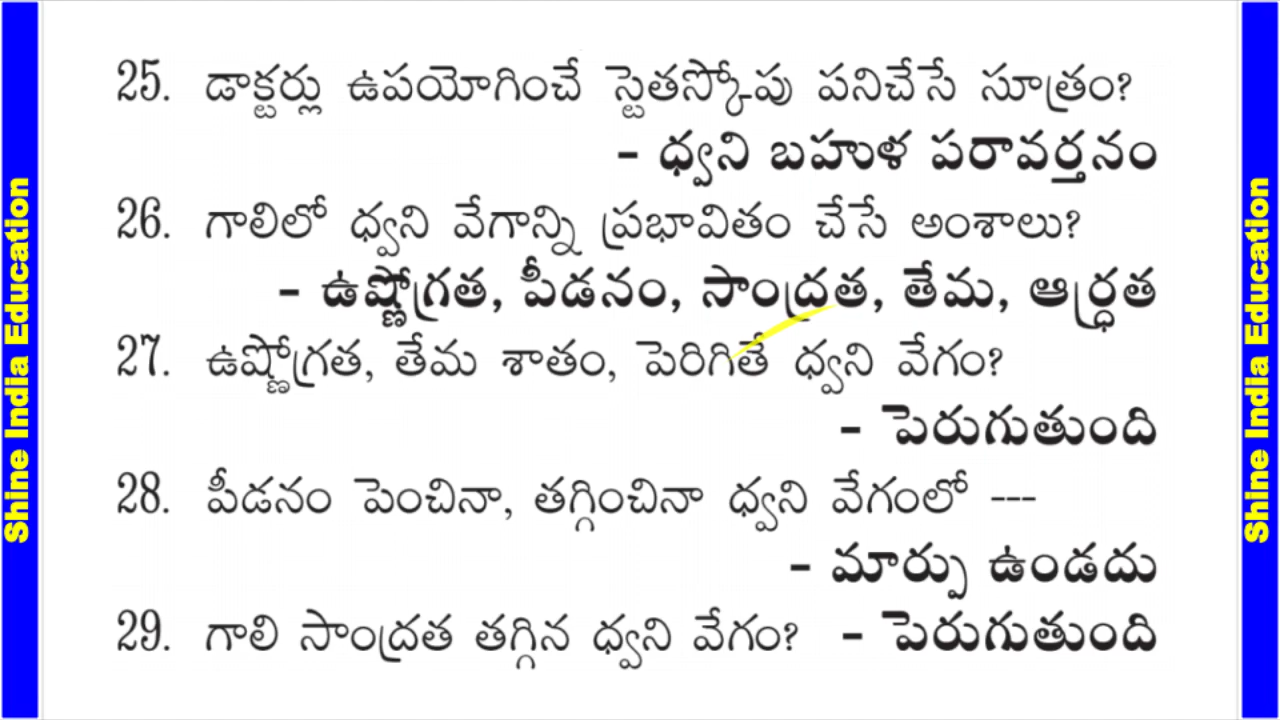 Shine India Education
25. డాక్టర్లు ఉపయోగించే స్టెతస్కోపు పనిచేసే సూత్రం?
- ధ్వని బహుళ పరావర్తనం
26. గాలిలో ధ్వని వేగాన్ని ప్రభావితం చేసే అంశాలు?
- ఉష్ణోగ్రత, పీడనం, సాంద్రత, తేమ, ఆర్ద్రత
27. ఉష్ణోగ్రత, తేమ శాతం, పెరిగితే ధ్వని వేగం?
- పెరుగుతుంది
28. పీడనం పెంచినా, తగ్గించినా ధ్వని వేగంలో ---
- మార్పు ఉండదు
29. గాలి సాంద్రత తగ్గిన ధ్వని వేగం? - పెరుగుతుంది
Shine India Education